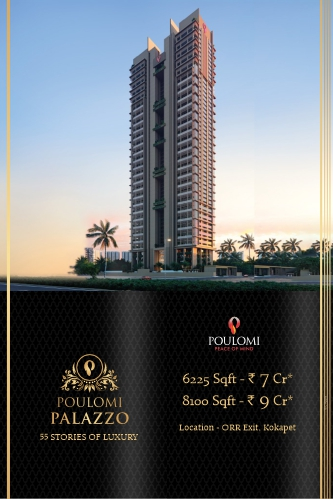 POULOMI
PEACE OF MIND
POULOMI
PALAZZO
55 STORIES OF LUXURY
6225 Sqft - ₹ 7 Cr*
8100 Sqft - ₹ 9 Cr*
Location - ORR Exit, Kokapet